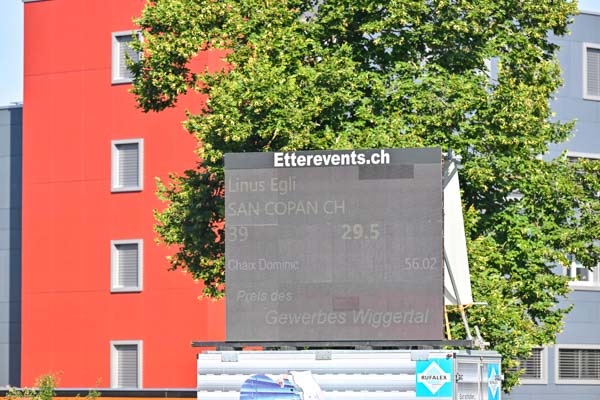 Etterevents.ch
Linus Egli
SAN COPAN CH
39 29.5
Chaix Dominic 56.02
Preis des
Gewerbes Wiggertal
RUFALEX